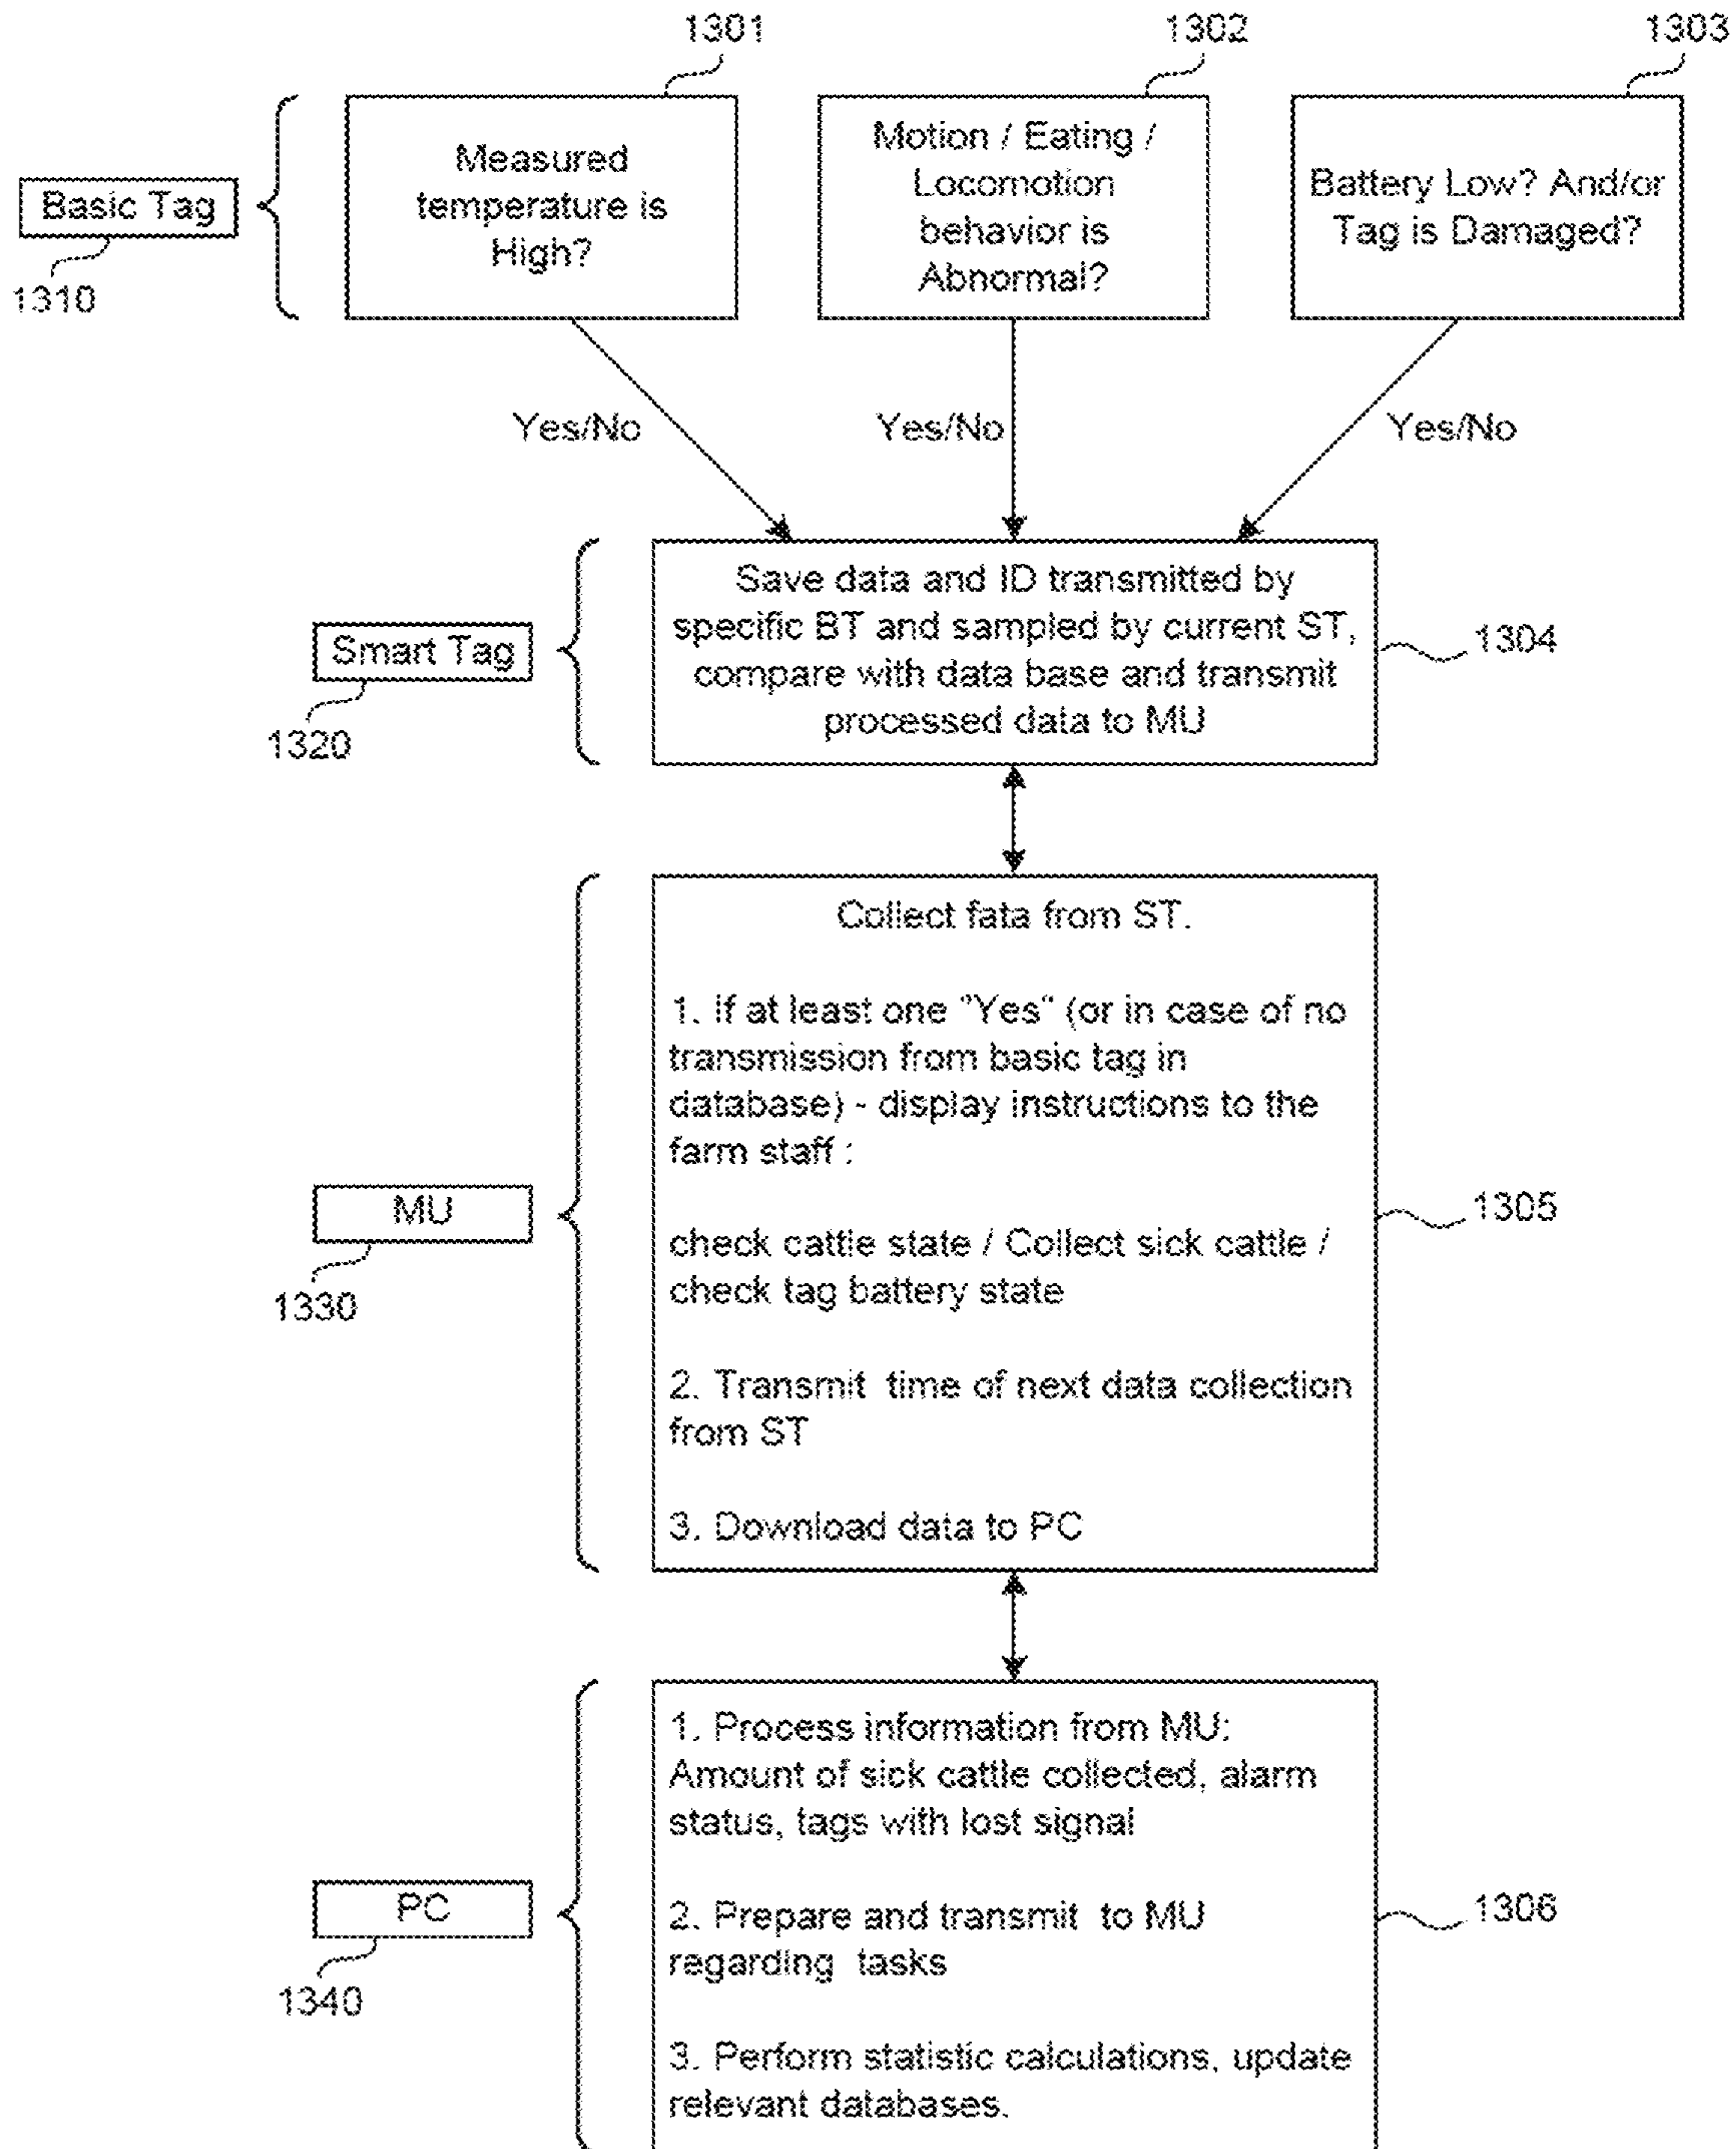 1301
1302
1303
Measured
temperature is
High?
Motion / Eating /
Locomotion
behavior is
Abnormal?
Battery Low? And/or
Tag is Damaged?
Basic Tag
1310
Yes/No
Yes/No
Yes/No
Save data and ID transmitted by
specific BT and sampled by current ST,
compare with data base and transmit
processed data to MU
Smart Tag
1304
1320
Collect fata from ST.
1. if at least one "Yes" (or in case of no
transmission from basic tag in
database) - display instructions to the
farm staff :
check cattle state / Collect sick cattle /
check tag battery state
2. Transmit time of next data collection
from ST
3. Download data to PC
MU
1305
1330
1. Process information from MU:
Amount of sick cattle collected, alarm
status, tags with lost signal
2. Prepare and transmit to MU
regarding tasks
3. Perform statistic calculations, update
relevant databases.
PC
1306
1340